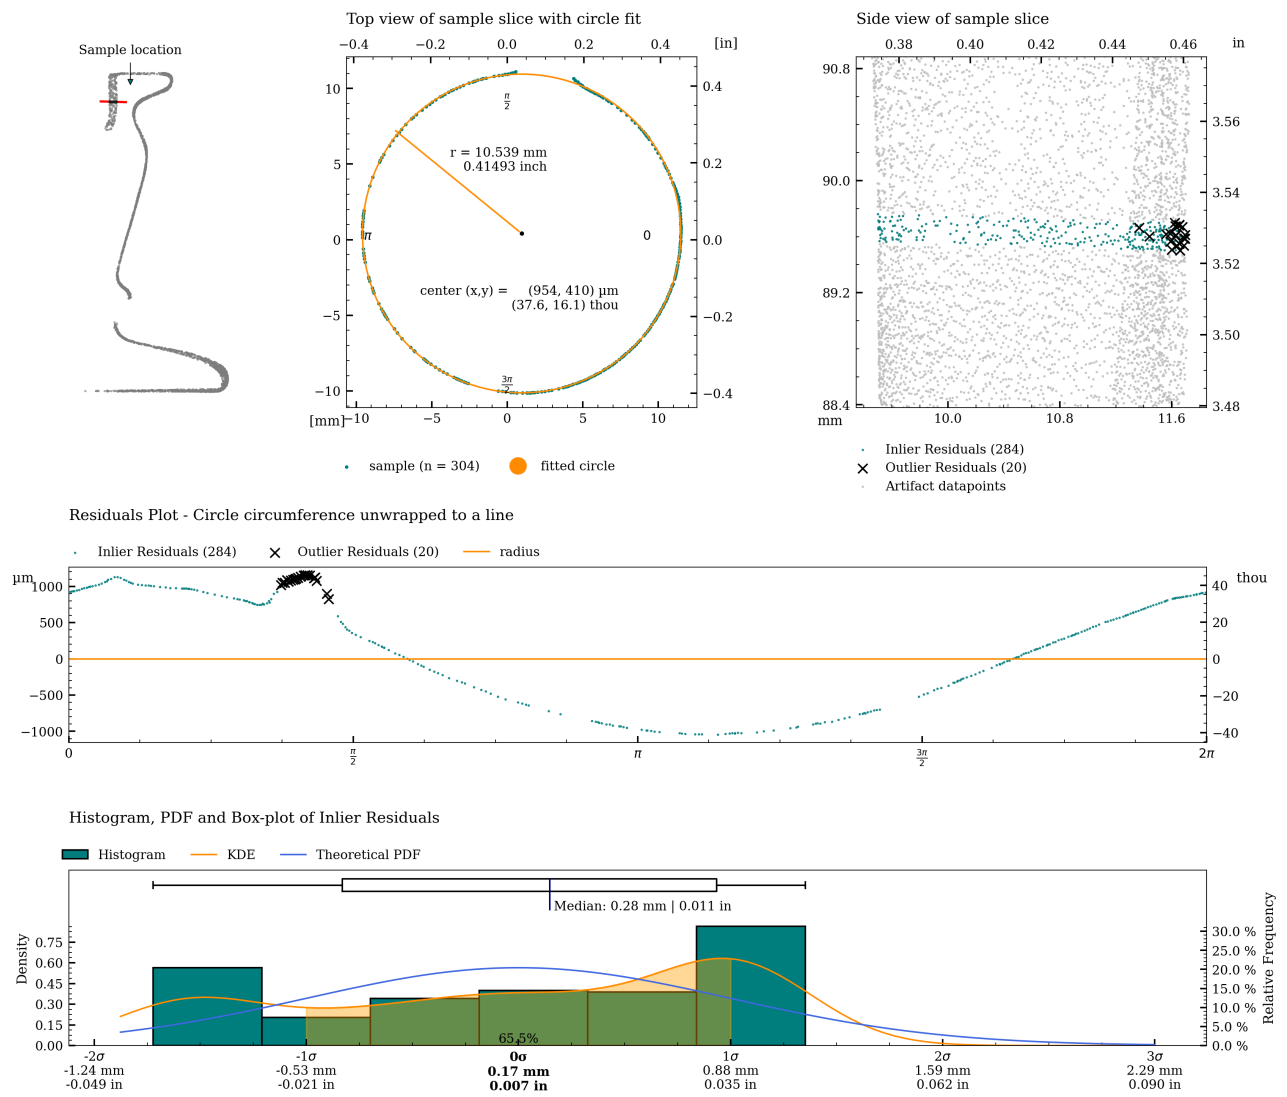 Sample location
Top view of sample slice with circle fit
−0.4 −0.2 0.0 0.2 0.4 [in]
10
5
0
−5
−10
0.4
0.2
0.0
−0.2
−0.4
π/2
r = 10.539 mm
0.41493 inch
π
0
center (x,y) = (954, 410) µm
(37.6, 16.1) thou
3π/2
[mm] −10 −5 0 5 10
sample (n = 304) fitted circle
Side view of sample slice
0.38 0.40 0.42 0.44 0.46 in
90.8
90.0
89.2
88.4
3.56
3.54
3.52
3.50
3.48
mm 10.0 10.8 11.6
Inlier Residuals (284)
Outlier Residuals (20)
Artifact datapoints
Residuals Plot - Circle circumference unwrapped to a line
Inlier Residuals (284) Outlier Residuals (20) radius
µm
1000
500
0
−500
−1000
thou
40
20
0
−20
−40
0 π/2 π 3π/2 2π
Histogram, PDF and Box-plot of Inlier Residuals
Histogram KDE Theoretical PDF
Median: 0.28 mm | 0.011 in
Density
0.75
0.60
0.45
0.30
0.15
0.00
65.5%
Relative Frequency
30.0 %
25.0 %
20.0 %
15.0 %
10.0 %
5.0 %
0.0 %
-2σ -1σ 0σ 1σ 2σ 3σ
-1.24 mm -0.53 mm 0.17 mm 0.88 mm 1.59 mm 2.29 mm
-0.049 in -0.021 in 0.007 in 0.035 in 0.062 in 0.090 in